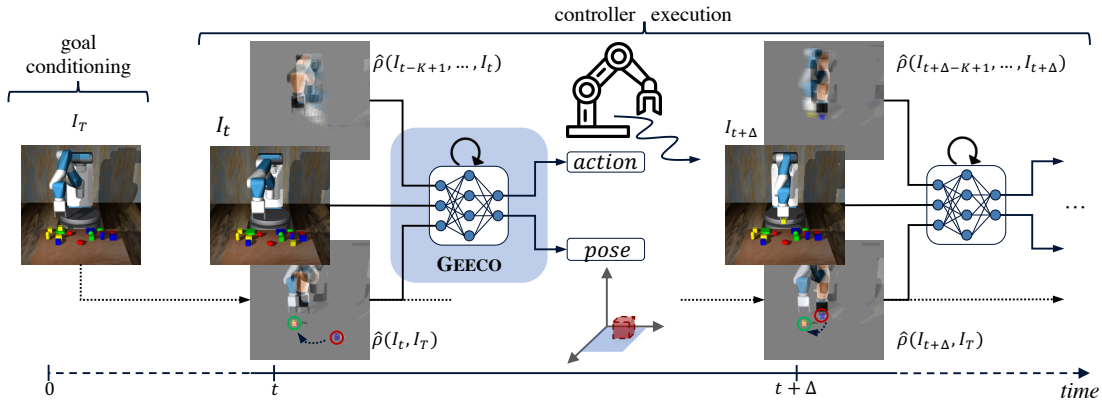 controller execution
goal
conditioning
I_T
I_t
ρ̂(I_{t−K+1}, … , I_t)
action
pose
GEECO
ρ̂(I_t, I_T)
I_{t+Δ}
ρ̂(I_{t+Δ−K+1}, … , I_{t+Δ})
…
ρ̂(I_{t+Δ}, I_T)
0
t
t + Δ
time